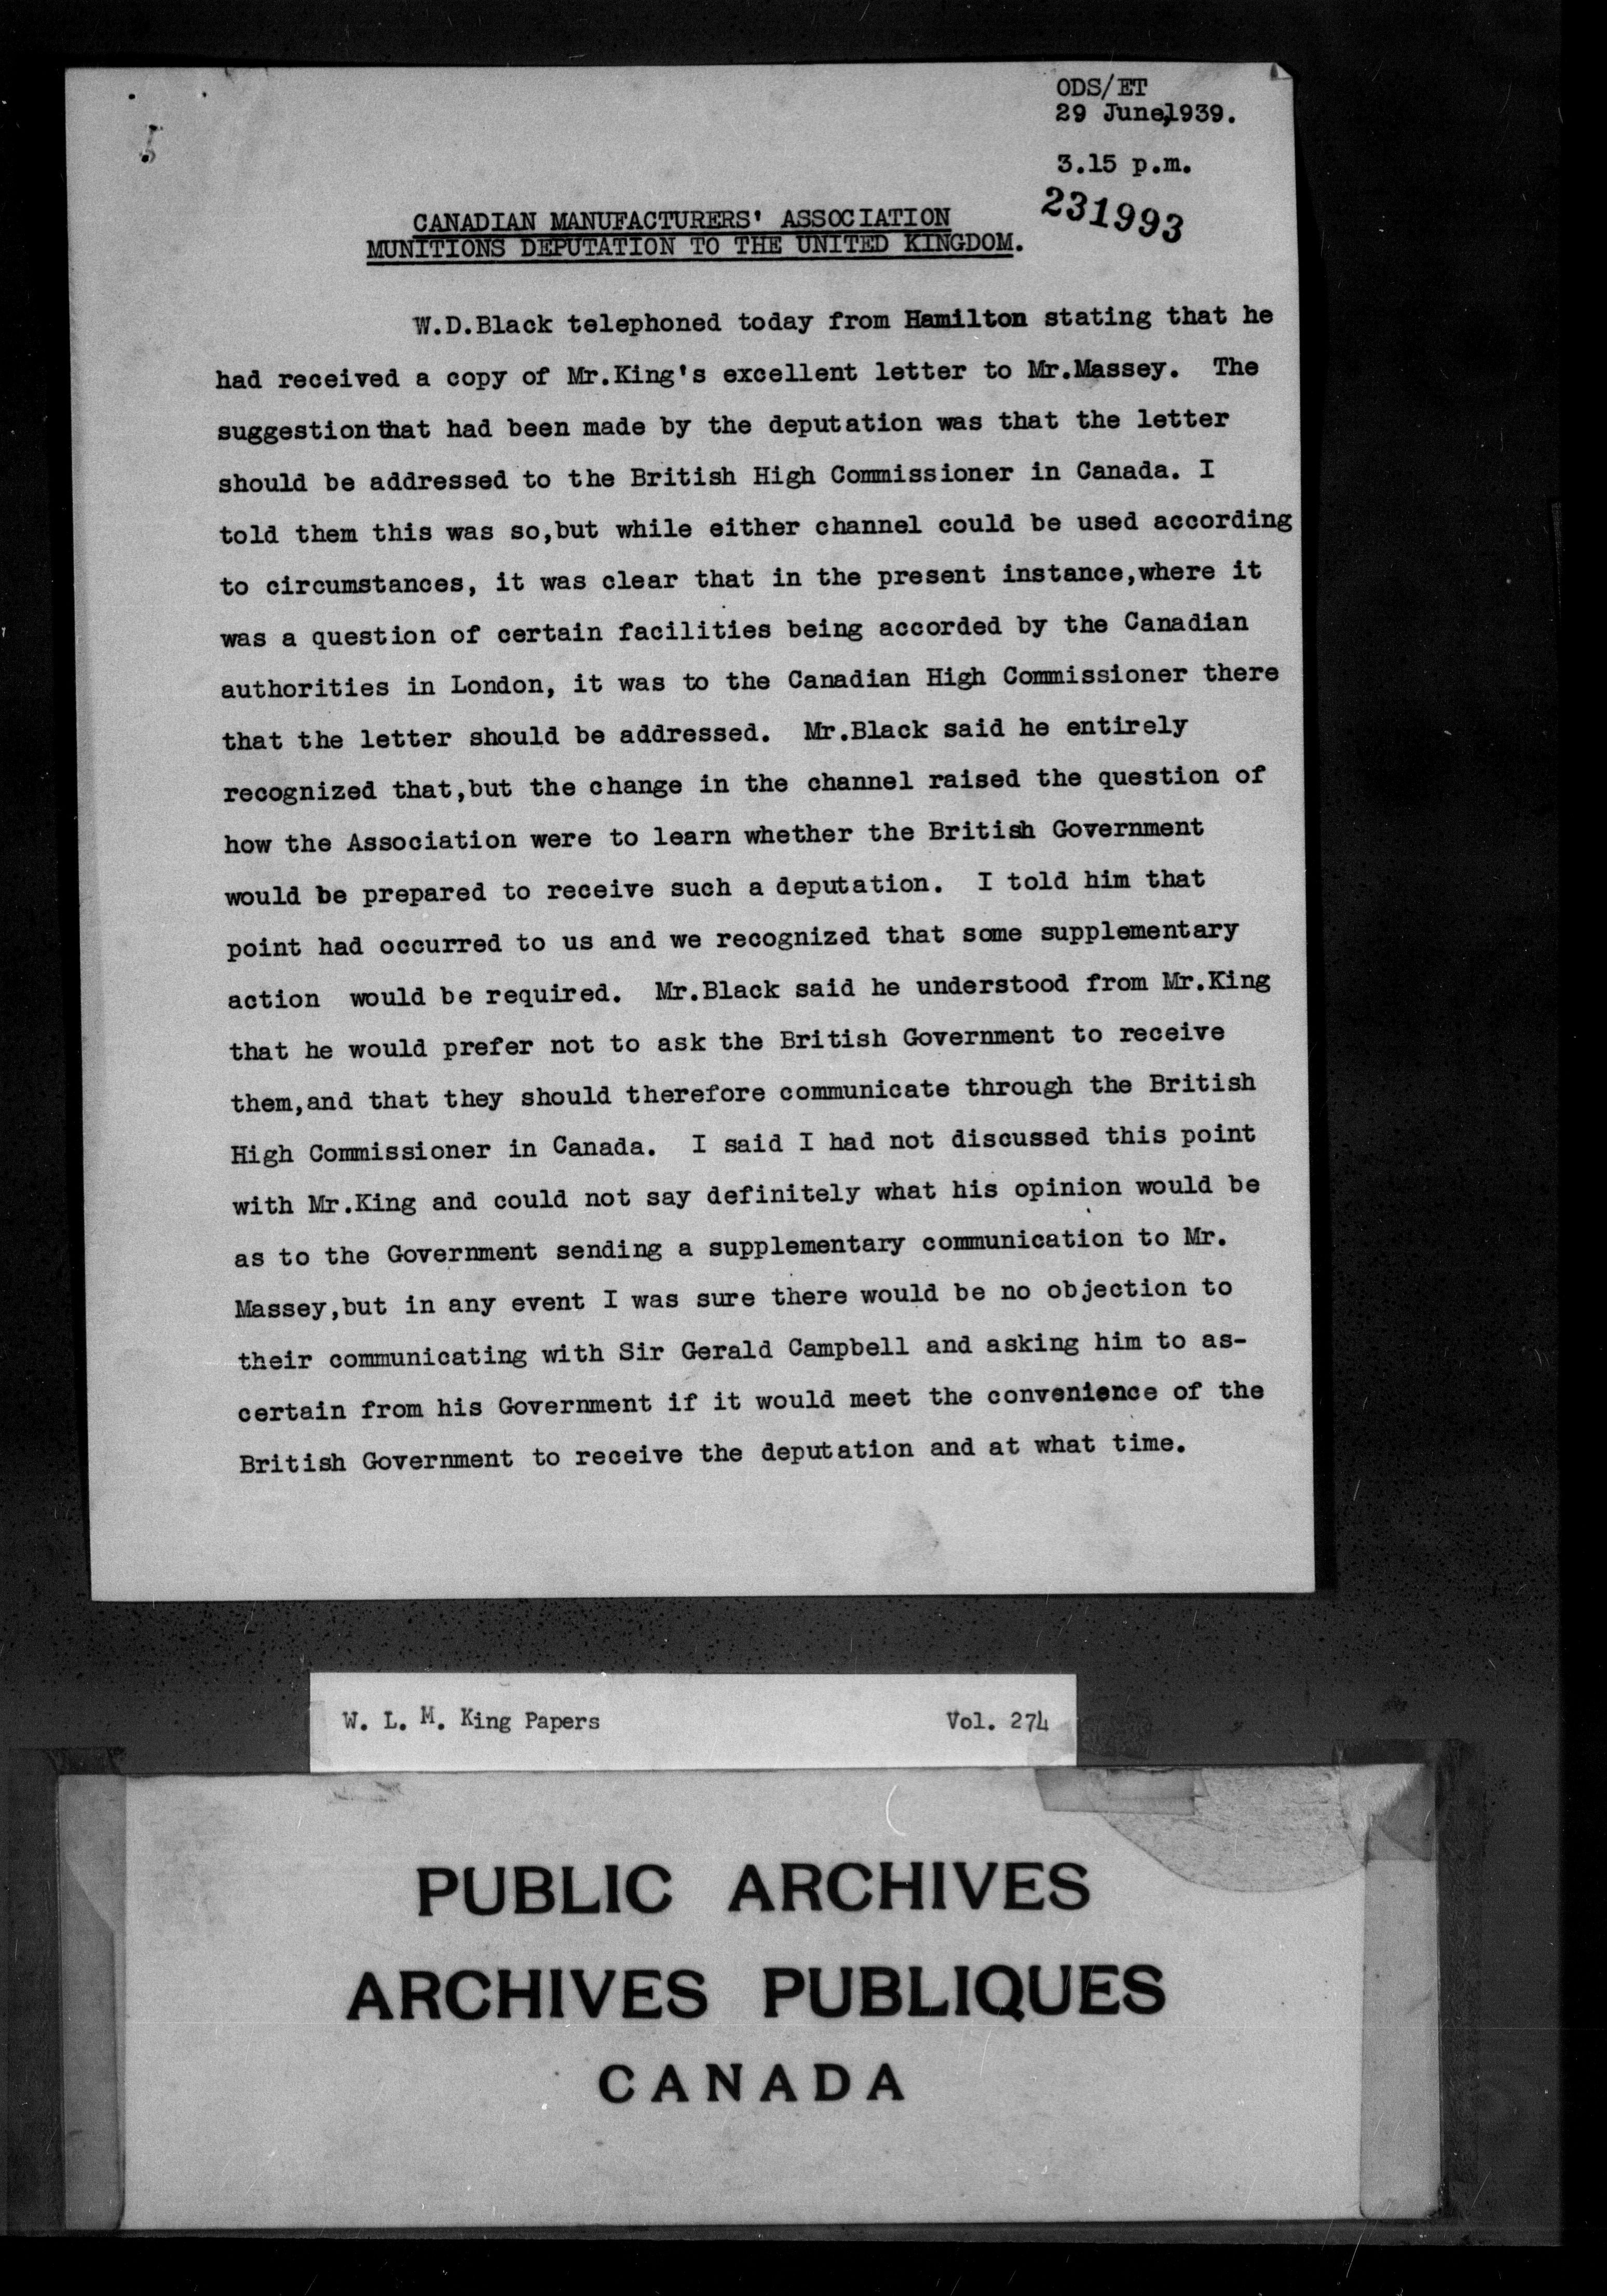 ODS/ET
29 June,1939.
3.15 p.m.
231993
CANADIAN MANUFACTURERS' ASSOCIATION
MUNITIONS DEPUTATION TO THE UNITED KINGDOM.
W.D.Black telephoned today from Hamilton stating that he
had received a copy of Mr.King's excellent letter to Mr.Massey. The
suggestion that had been made by the deputation was that the letter
should be addressed to the British High Commissioner in Canada. I
told them this was so,but while either channel could be used according
to circumstances, it was clear that in the present instance,where it
was a question of certain facilities being accorded by the Canadian
authorities in London, it was to the Canadian High Commissioner there
that the letter should be addressed. Mr.Black said he entirely
recognized that,but the change in the channel raised the question of
how the Association were to learn whether the British Government
would be prepared to receive such a deputation. I told him that
point had occurred to us and we recognized that some supplementary
action would be required. Mr.Black said he understood from Mr.King
that he would prefer not to ask the British Government to receive
them,and that they should therefore communicate through the British
High Commissioner in Canada. I said I had not discussed this point
with Mr.King and could not say definitely what his opinion would be
as to the Government sending a supplementary communication to Mr.
Massey,but in any event I was sure there would be no objection to
their communicating with Sir Gerald Campbell and asking him to as-
certain from his Government if it would meet the convenience of the
British Government to receive the deputation and at what time.
W. L. M. King Papers Vol. 274
PUBLIC ARCHIVES
ARCHIVES PUBLIQUES
CANADA